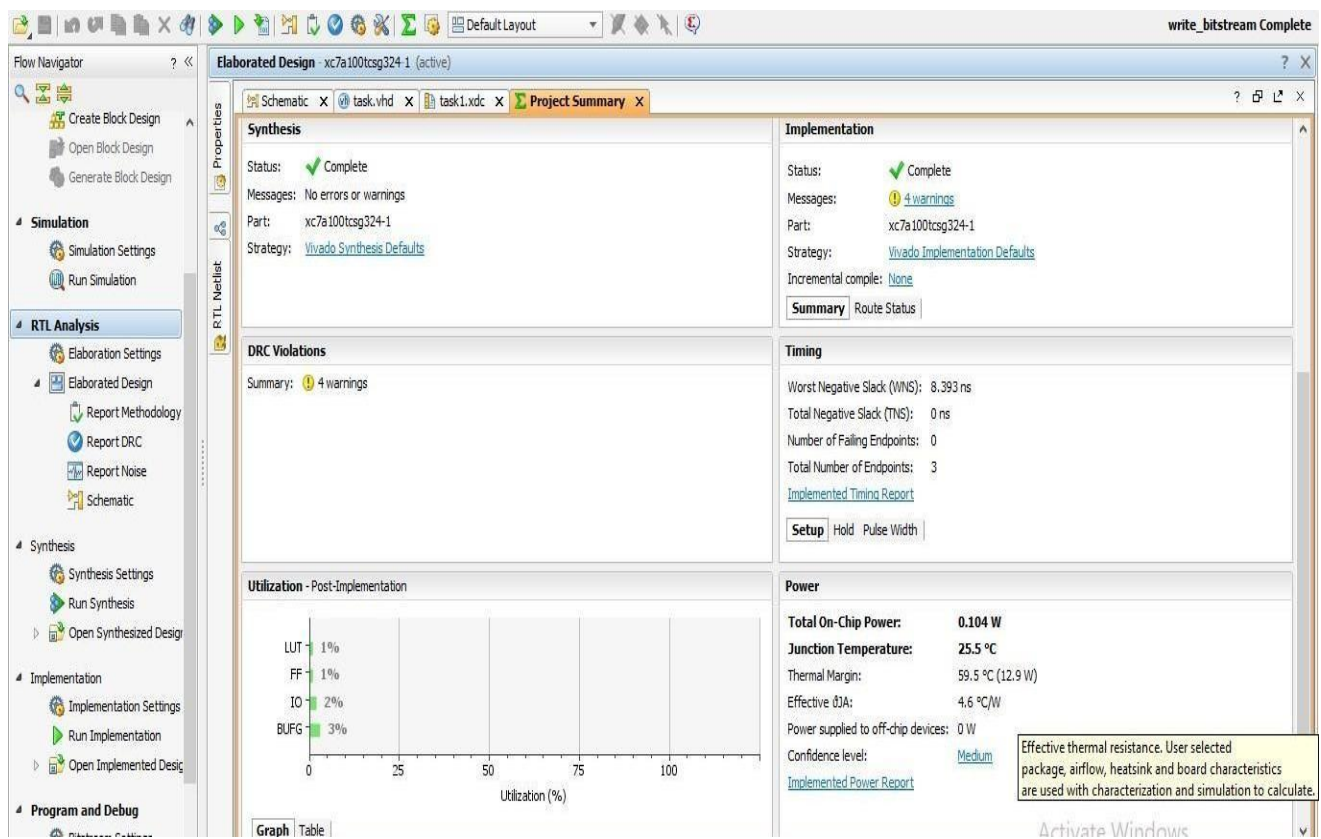 Default Layout
write_bitstream Complete
Flow Navigator ? «
Create Block Design
Open Block Design
Generate Block Design
Simulation
Simulation Settings
Run Simulation
RTL Analysis
Elaboration Settings
Elaborated Design
Report Methodology
Report DRC
Report Noise
Schematic
Synthesis
Synthesis Settings
Run Synthesis
Open Synthesized Desigr
Implementation
Implementation Settings
Run Implementation
Open Implemented Desig
Program and Debug
Bitstream Settings
Elaborated Design - xc7a100tcsg324-1 (active)
Properties
RTL Netlist
Schematic X task.vhd X task1.xdc X Project Summary X
Synthesis
Status: Complete
Messages: No errors or warnings
Part: xc7a100tcsg324-1
Strategy: Vivado Synthesis Defaults
Implementation
Status: Complete
Messages: 4 warnings
Part: xc7a100tcsg324-1
Strategy: Vivado Implementation Defaults
Incremental compile: None
Summary Route Status
DRC Violations
Summary: 4 warnings
Timing
Worst Negative Slack (WNS): 8.393 ns
Total Negative Slack (TNS): 0 ns
Number of Failing Endpoints: 0
Total Number of Endpoints: 3
Implemented Timing Report
Setup Hold Pulse Width
Utilization - Post-Implementation
LUT 1%
FF 1%
IO 2%
BUFG 3%
0 25 50 75 100
Utilization (%)
Graph Table
Power
Total On-Chip Power: 0.104 W
Junction Temperature: 25.5 °C
Thermal Margin: 59.5 °C (12.9 W)
Effective ϑJA: 4.6 °C/W
Power supplied to off-chip devices: 0 W
Confidence level: Medium
Implemented Power Report
Effective thermal resistance. User selected
package, airflow, heatsink and board characteristics
are used with characterization and simulation to calculate.
Activate Windows